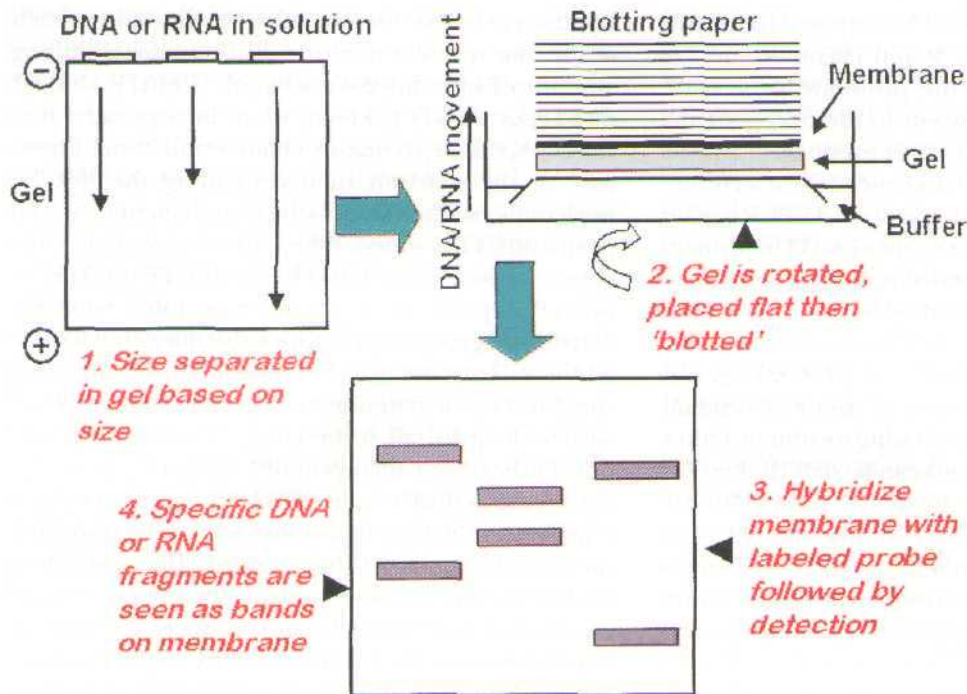 DNA or RNA in solution
−
Gel
+
1. Size separated
in gel based on
size
Blotting paper
DNA/RNA movement
Membrane
Gel
Buffer
2. Gel is rotated,
placed flat then
'blotted'
3. Hybridize
membrane with
labeled probe
followed by
detection
4. Specific DNA
or RNA
fragments are
seen as bands
on membrane